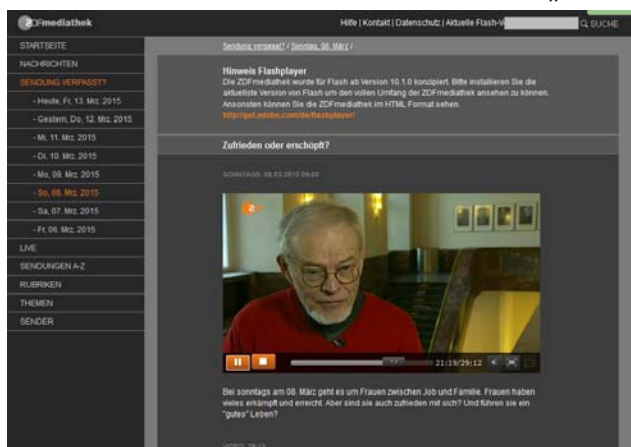 ZDFmediathek
Hilfe | Kontakt | Datenschutz | Aktuelle Flash-V
SUCHE
STARTSEITE
NACHRICHTEN
SENDUNG VERPASST?
- Heute, Fr, 13. Mrz. 2015
- Gestern, Do, 12. Mrz. 2015
- Mi, 11. Mrz. 2015
- Di, 10. Mrz. 2015
- Mo, 09. Mrz. 2015
- So, 08. Mrz. 2015
- Sa, 07. Mrz. 2015
- Fr, 06. Mrz. 2015
LIVE
SENDUNGEN A-Z
RUBRIKEN
THEMEN
SENDER
Sendung verpasst? / Sonntag, 08. März /
Hinweis Flashplayer
Die ZDFmediathek wurde für Flash ab Version 10.1.0 konzipiert. Bitte installieren Sie die
aktuellste Version von Flash um den vollen Umfang der ZDFmediathek ansehen zu können.
Ansonsten können Sie die ZDFmediathek im HTML Format sehen.
http://get.adobe.com/de/flashplayer/
Zufrieden oder erschöpft?
SONNTAGS, 08.03.2015 09:00
21:19/29:12
Bei sonntags am 08. März geht es um Frauen zwischen Job und Familie. Frauen haben
vieles erkämpft und erreicht. Aber sind sie auch zufrieden mit sich? Und führen sie ein
"gutes" Leben?